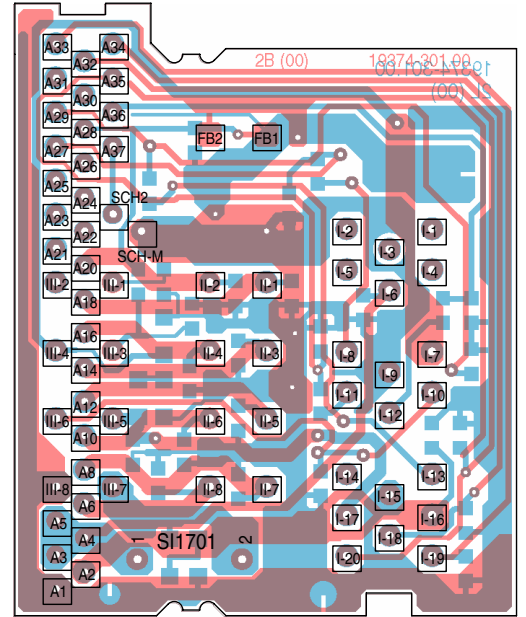 2B (00) 19374-301.00
19374-301.00
2L (00)
A33 A34
A32
A31 A35
A30
A29 A36
A28
FB2 FB1
A27 A37
A26
A25
A24 SCH2
A23
A22
A21 SCH-M
A20
I-2 I-1
I-3
I-5 I-4
III-2 III-1 II-2 II-1
I-6
A18
A16
III-4 III-3 II-4 II-3 I-8 I-7
A14 I-9
I-11 I-10
A12
III-6 III-5 II-6 II-5 I-12
A10
A8 I-14 I-13
III-8 III-7 II-8 II-7 I-15
A6
A5 I-17 I-16
A4 1 SI1701 2 I-18
A3 I-20 I-19
A2
A1